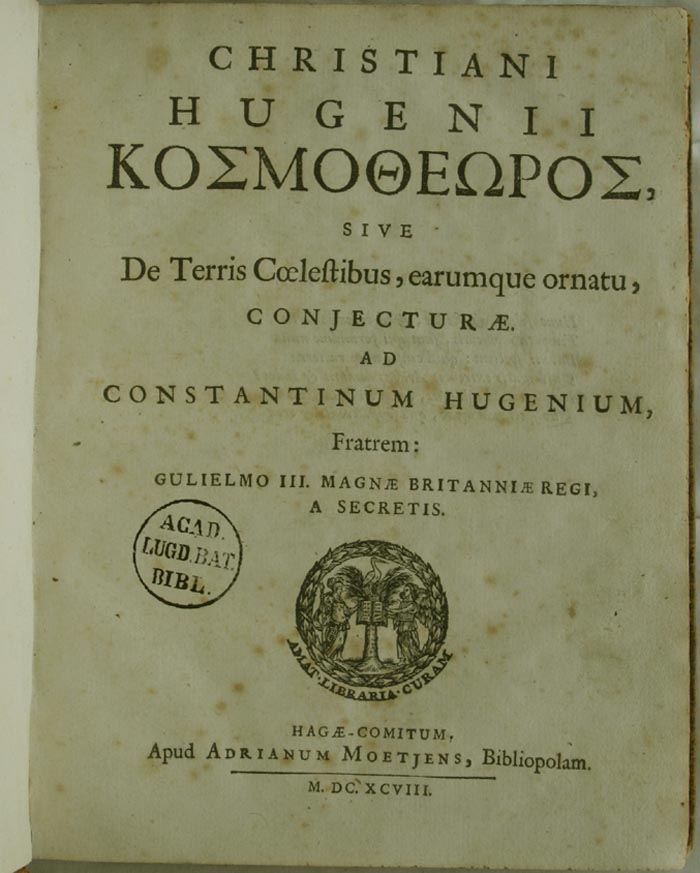 CHRISTIANI
HUGENII
ΚΟΣΜΟΘΕΩΡΟΣ,
SIVE
De Terris Cœleſtibus, earumque ornatu,
CONJECTURÆ.
AD
CONSTANTINUM HUGENIUM,
Fratrem:
GULIELMO III. MAGNÆ BRITANNIÆ REGI,
A SECRETIS.
ACAD.
LUGD.BAT.
BIBL.
AMAT·LIBRARIA·CURAM
HAGÆ-COMITUM,
Apud ADRIANUM MOETJENS, Bibliopolam.
M. DC. XCVIII.